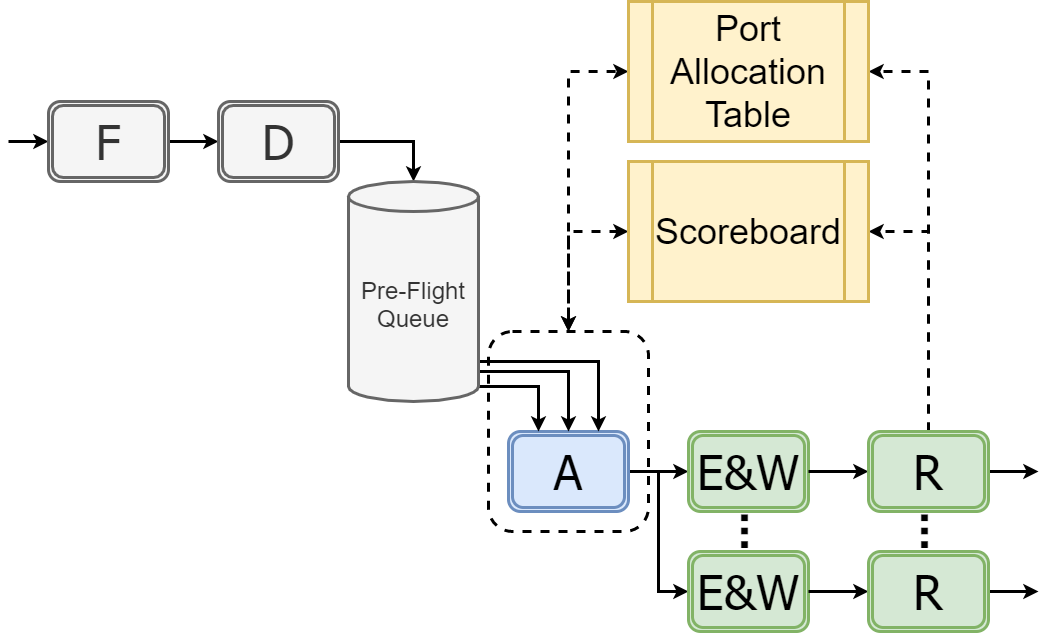 Port
Allocation
Table
F
D
Scoreboard
Pre-Flight
Queue
A
E&W
R
E&W
R